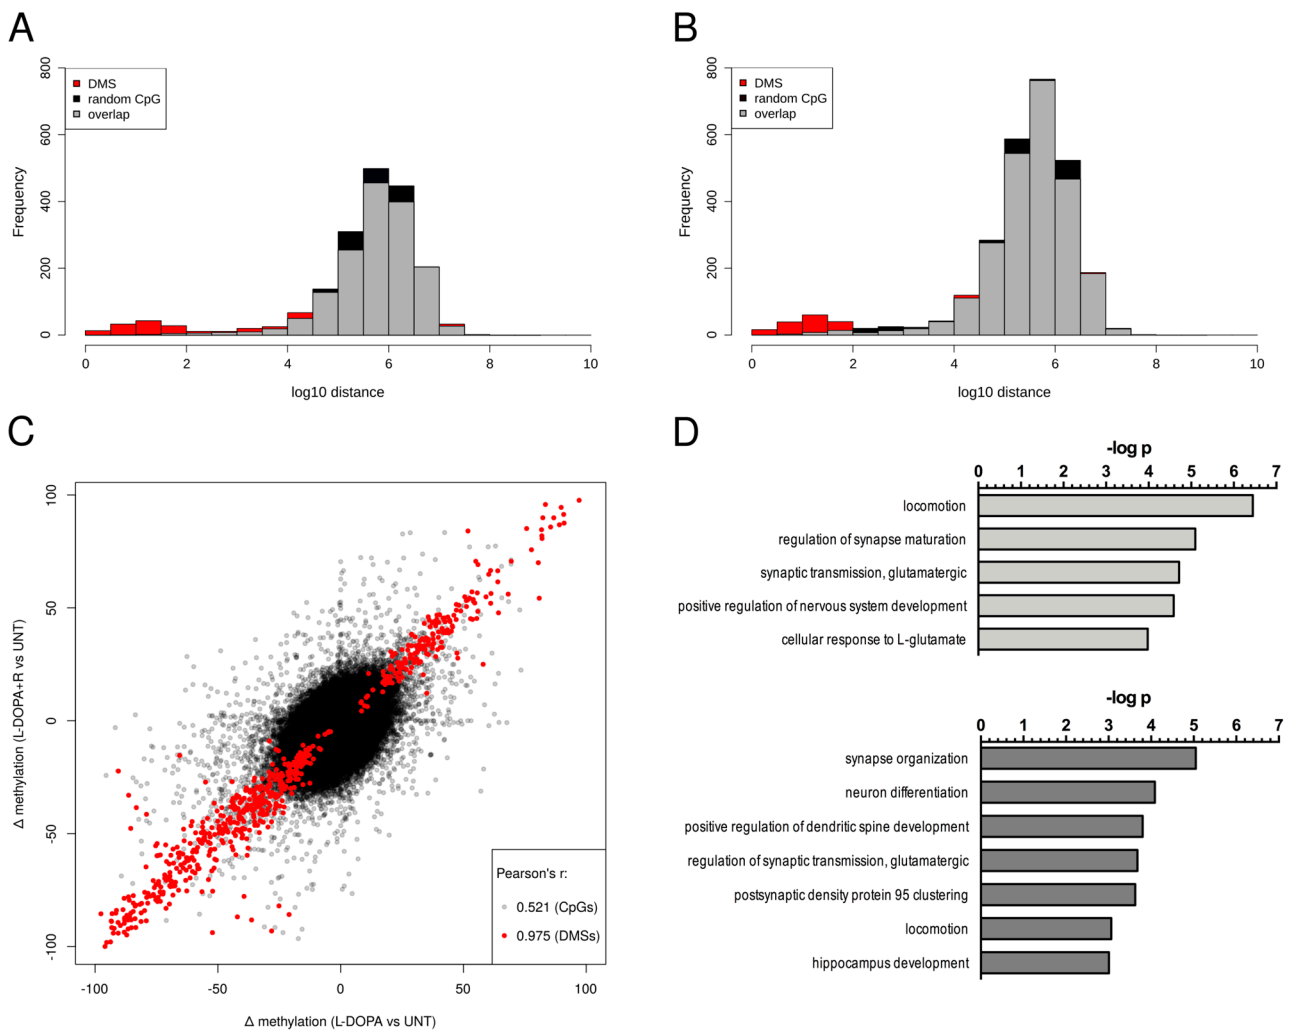 A
B
DMS
random CpG
overlap
Frequency
0
200
400
600
800
0
2
4
6
8
10
log10 distance
DMS
random CpG
overlap
Frequency
0
200
400
600
800
0
2
4
6
8
10
log10 distance
C
Δ methylation (L-DOPA+R vs UNT)
100
50
0
-50
-100
Pearson's r:
0.521 (CpGs)
0.975 (DMSs)
-100
-50
0
50
100
Δ methylation (L-DOPA vs UNT)
D
-log p
0 1 2 3 4 5 6 7
locomotion
regulation of synapse maturation
synaptic transmission, glutamatergic
positive regulation of nervous system development
cellular response to L-glutamate
-log p
0 1 2 3 4 5 6 7
synapse organization
neuron differentiation
positive regulation of dendritic spine development
regulation of synaptic transmission, glutamatergic
postsynaptic density protein 95 clustering
locomotion
hippocampus development